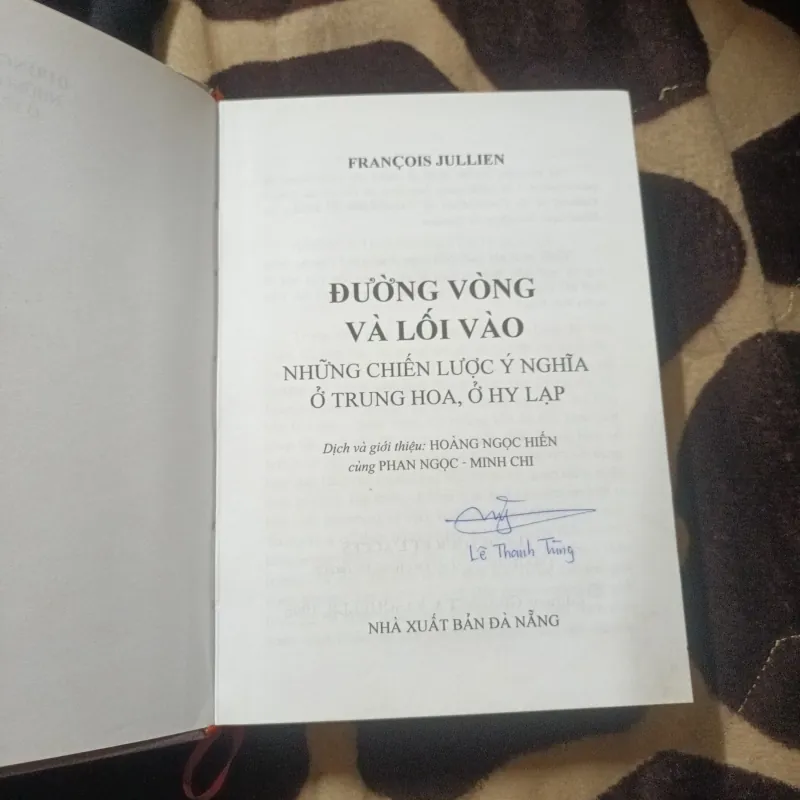 FRANÇOIS JULLIEN
ĐƯỜNG VÒNG
VÀ LỐI VÀO
NHỮNG CHIẾN LƯỢC Ý NGHĨA
Ở TRUNG HOA, Ở HY LẠP
Dịch và giới thiệu: HOÀNG NGỌC HIẾN
cùng PHAN NGỌC - MINH CHI
Lê Thanh Tùng
NHÀ XUẤT BẢN ĐÀ NẴNG